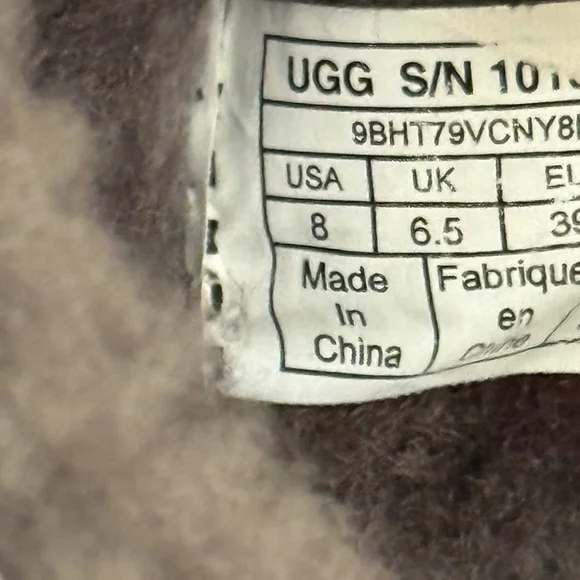 UGG S/N 101
9BHT79VCNY8
USA UK EU
8 6.5 39
Made Fabrique
In en
China